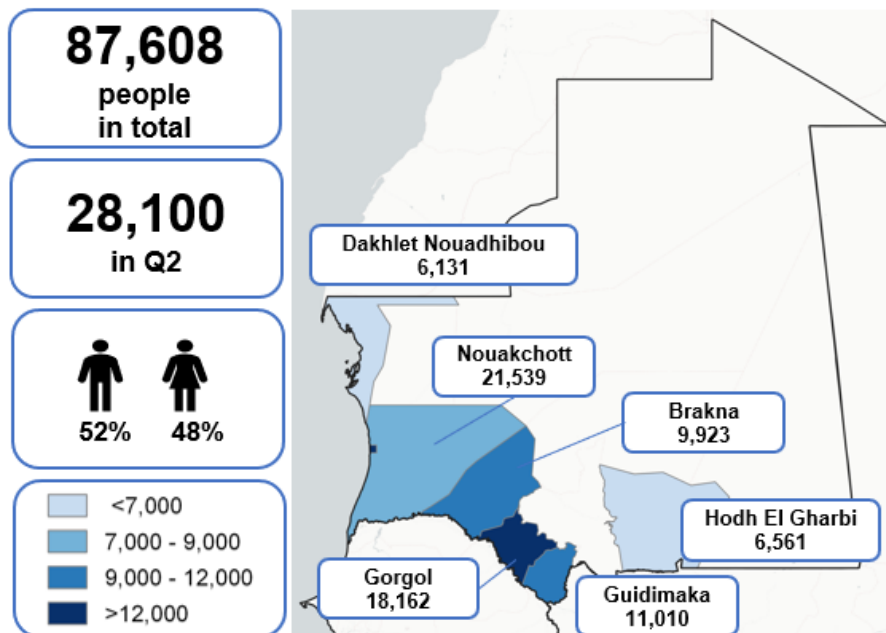 87,608
people
in total
28,100
in Q2
52% 48%
<7,000
7,000 - 9,000
9,000 - 12,000
>12,000
Dakhlet Nouadhibou
6,131
Nouakchott
21,539
Brakna
9,923
Hodh El Gharbi
6,561
Gorgol
18,162
Guidimaka
11,010